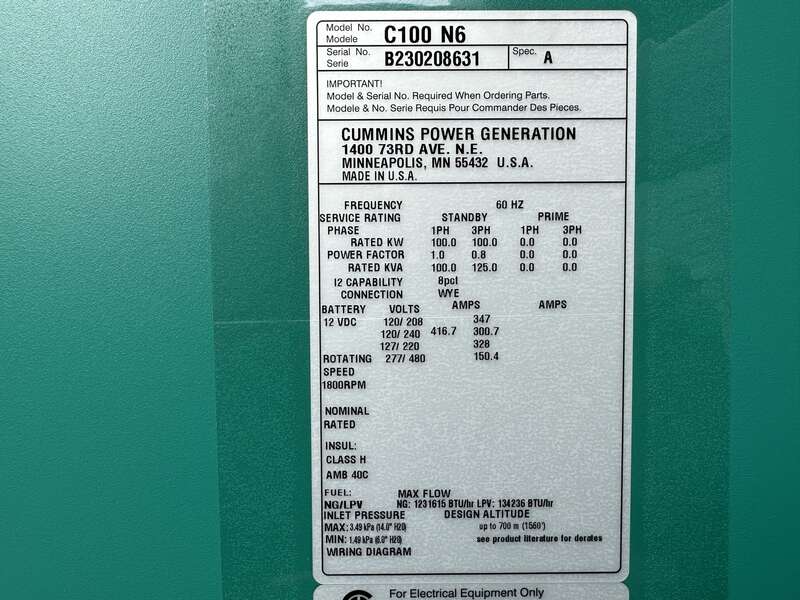 Model No. C100 N6
Modele
Serial No. B230208631 Spec. A
Serie
IMPORTANT!
Model & Serial No. Required When Ordering Parts.
Modele & No. Serie Requis Pour Commander Des Pieces.
CUMMINS POWER GENERATION
1400 73RD AVE. N.E.
MINNEAPOLIS, MN 55432 U.S.A.
MADE IN U.S.A.
FREQUENCY 60 HZ
SERVICE RATING STANDBY PRIME
PHASE 1PH 3PH 1PH 3PH
RATED KW 100.0 100.0 0.0 0.0
POWER FACTOR 1.0 0.8 0.0 0.0
RATED KVA 100.0 125.0 0.0 0.0
I2 CAPABILITY 8pct
CONNECTION WYE
BATTERY VOLTS AMPS AMPS
12 VDC 120/ 208 347
120/ 240 416.7 300.7
127/ 220 328
ROTATING 277/ 480 150.4
SPEED
1800RPM
NOMINAL
RATED
INSUL:
CLASS H
AMB 40C
FUEL: MAX FLOW
NG/LPV NG: 1231615 BTU/hr LPV: 134236 BTU/hr
INLET PRESSURE DESIGN ALTITUDE
MAX: 3.49 kPa (14.0" H20) up to 700 m (1560')
MIN: 1.49 kPa (6.0" H20) see product literature for derates
WIRING DIAGRAM
For Electrical Equipment Only